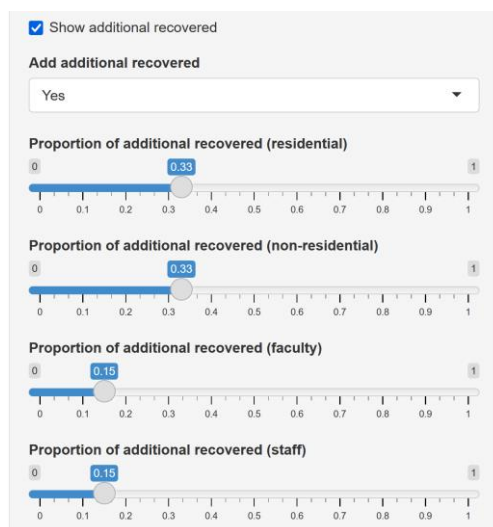 Show additional recovered
Add additional recovered
Yes
Proportion of additional recovered (residential)
0 0.33 1
0 0.1 0.2 0.3 0.4 0.5 0.6 0.7 0.8 0.9 1
Proportion of additional recovered (non-residential)
0 0.33 1
0 0.1 0.2 0.3 0.4 0.5 0.6 0.7 0.8 0.9 1
Proportion of additional recovered (faculty)
0 0.15 1
0 0.1 0.2 0.3 0.4 0.5 0.6 0.7 0.8 0.9 1
Proportion of additional recovered (staff)
0 0.15 1
0 0.1 0.2 0.3 0.4 0.5 0.6 0.7 0.8 0.9 1